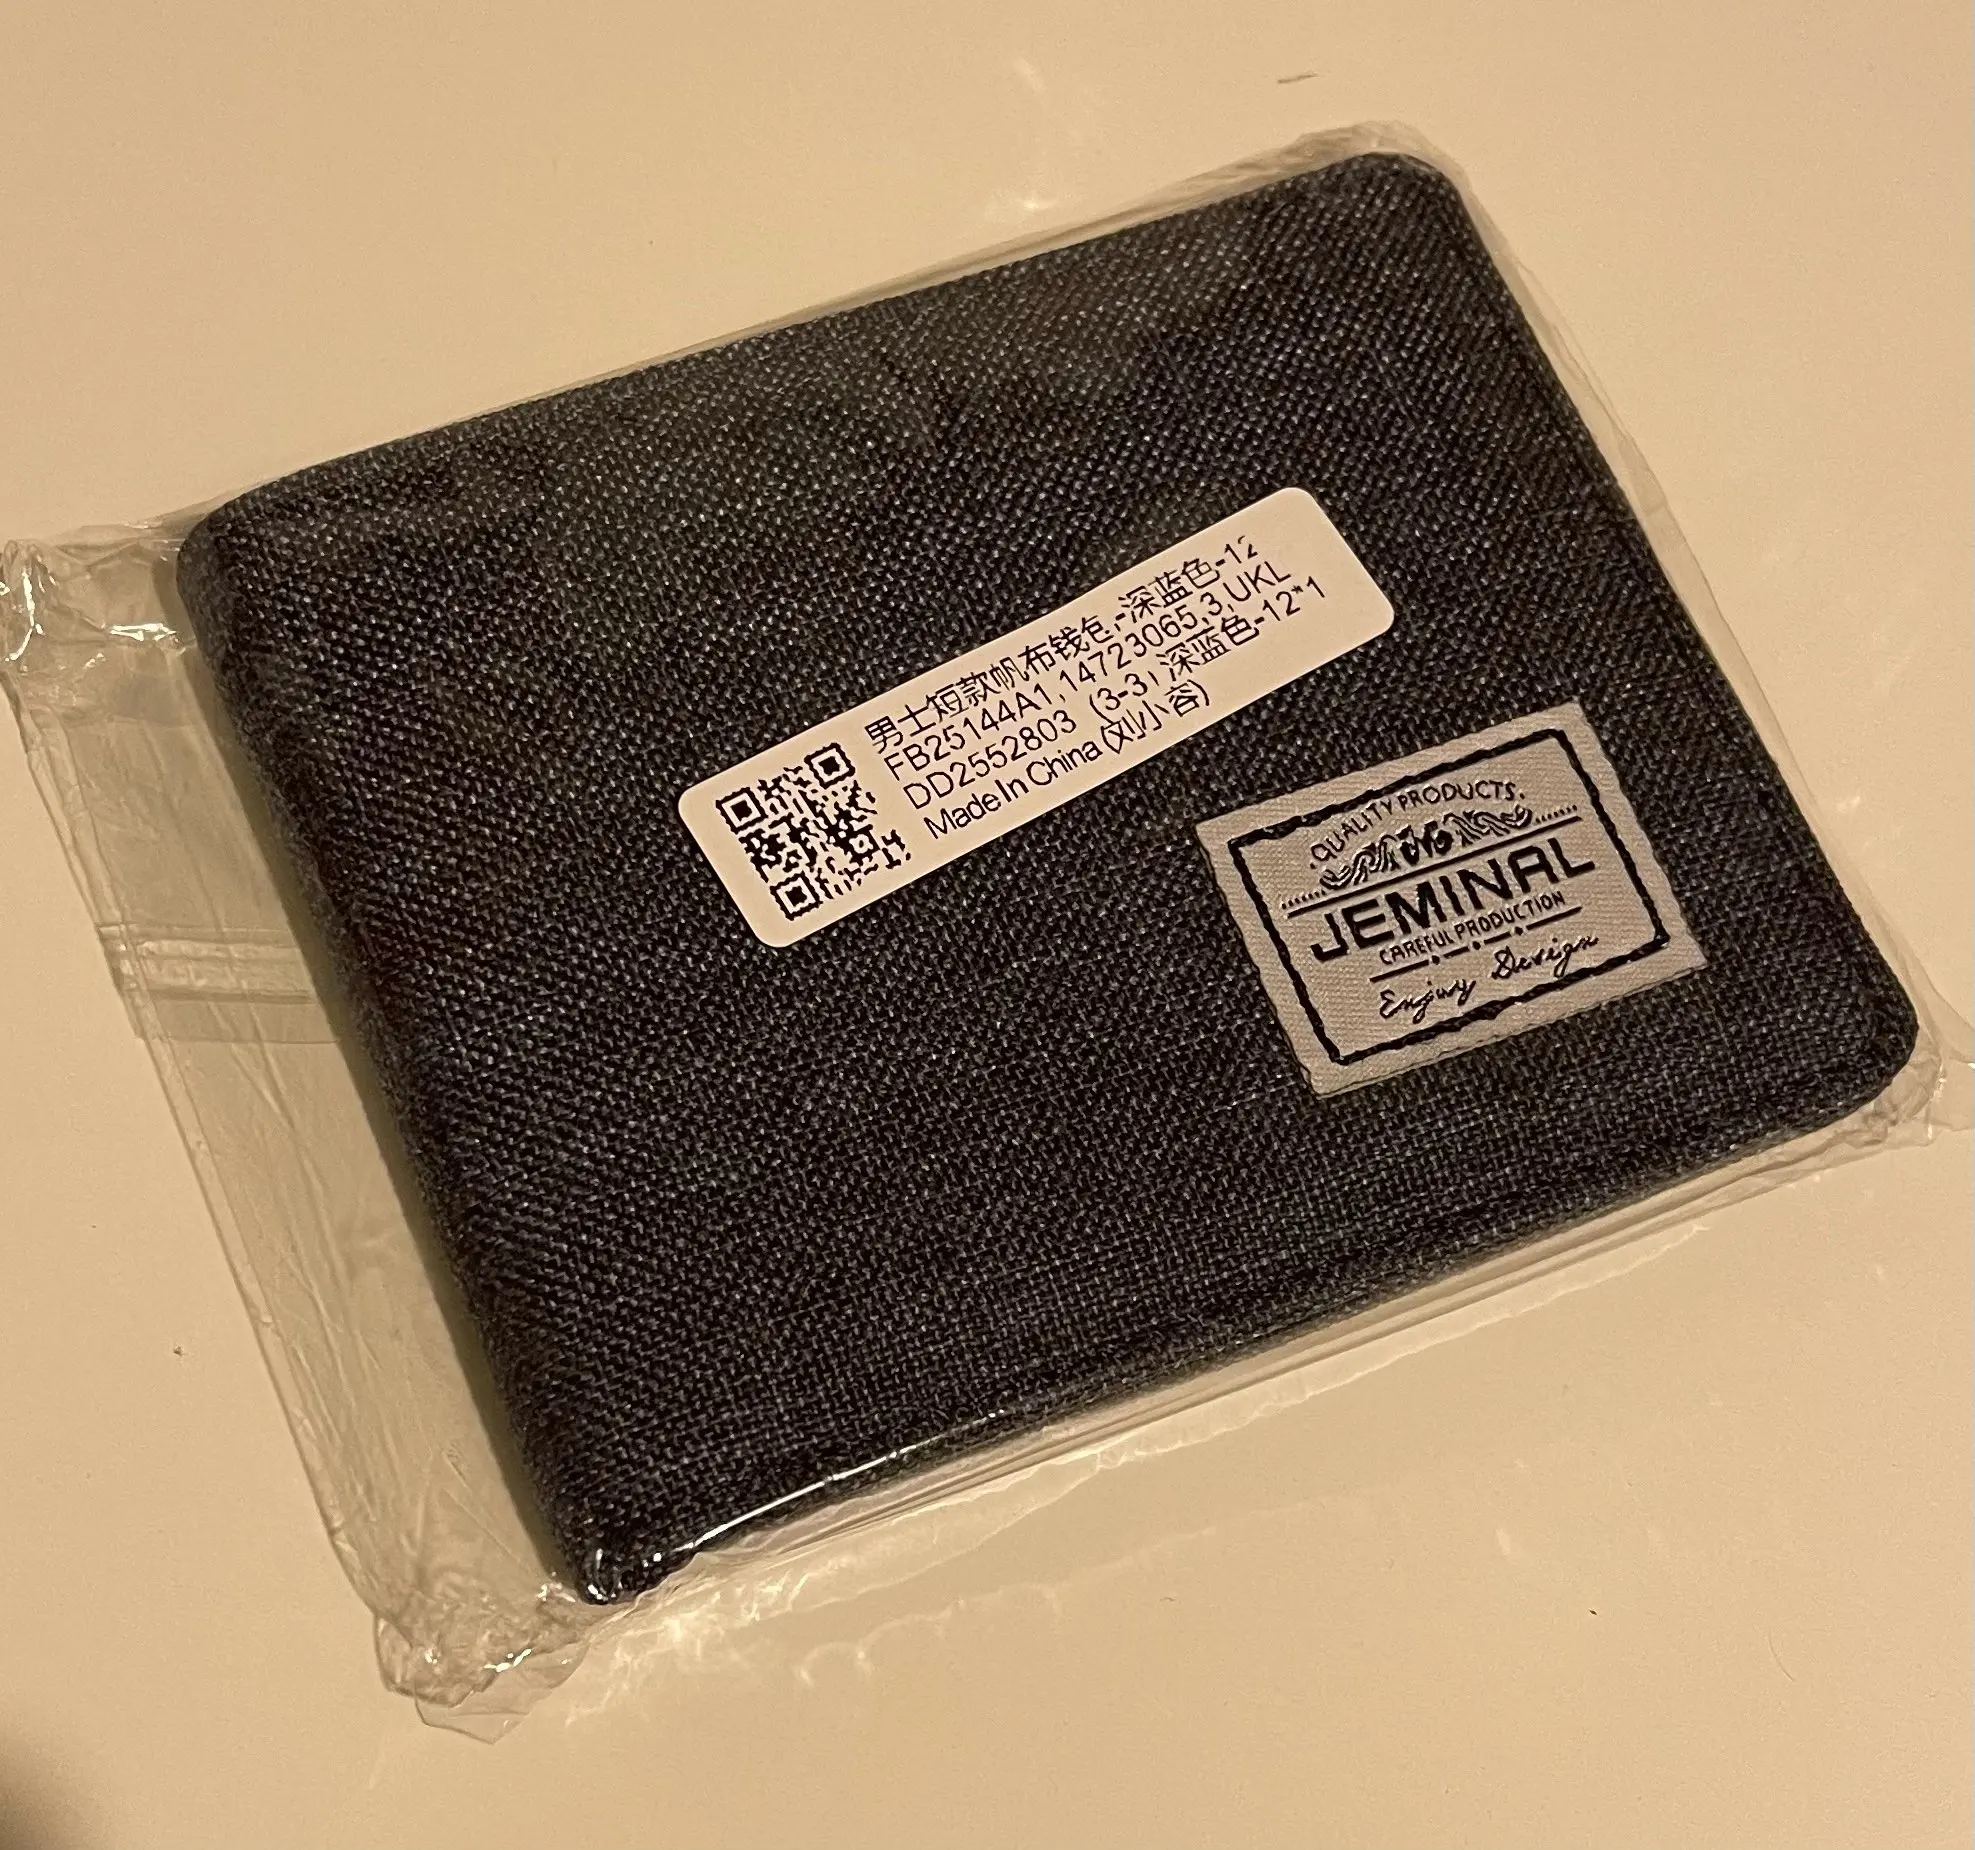 男士短款帆布钱包,-深蓝色-12
FB25144A1,14723065,3,UKL
DD2552803 (3-3, 深蓝色-12*1
Made In China (刘小容)
.QUALITY PRODUCTS.
JEMINAL
CAREFUL PRODUCTION
Enjoy Design